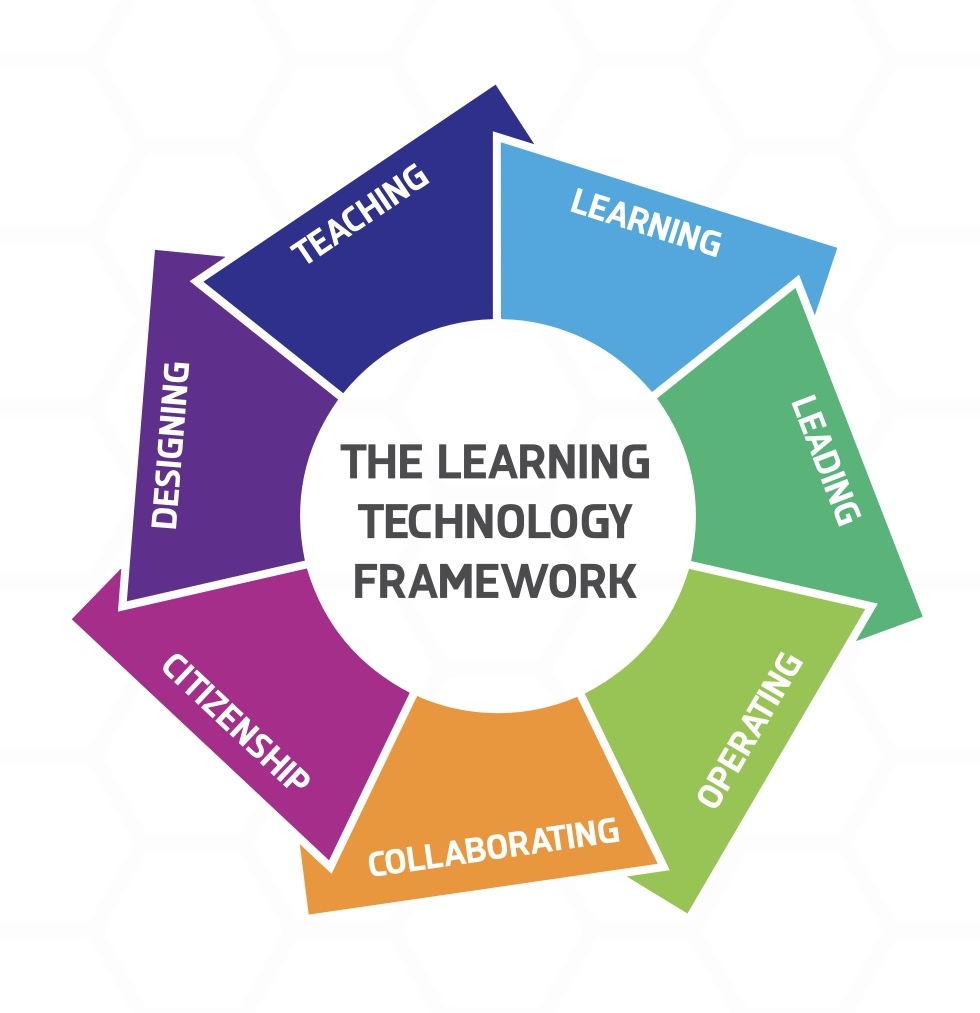 THE LEARNING
TECHNOLOGY
FRAMEWORK
TEACHING
LEARNING
LEADING
OPERATING
COLLABORATING
CITIZENSHIP
DESIGNING